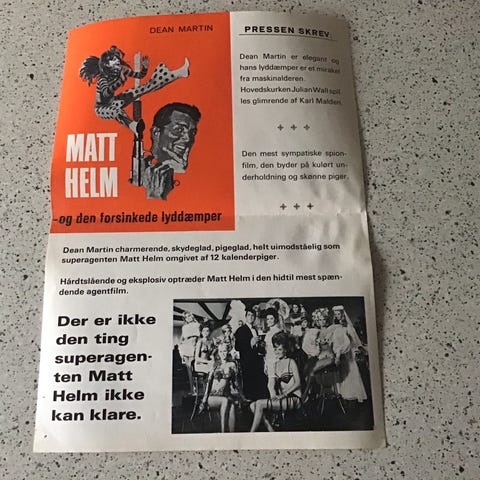 DEAN MARTIN
MATT
HELM
-og den forsinkede lyddæmper
PRESSEN SKREV:
Dean Martin er elegant og
hans lyddæmper er et mirakel
fra maskinalderen.
Hovedskurken Julian Wall spil
les glimrende af Karl Malden.
Den mest sympatiske spion-
film, den byder på kulørt un-
derholdning og skønne piger.
Dean Martin charmerende, skydeglad, pigeglad, helt uimodståelig som
superagenten Matt Helm omgivet af 12 kalenderpiger.
Hårdtslående og eksplosiv optræder Matt Helm i den hidtil mest spæn-
dende agentfilm.
Der er ikke
den ting
superagen-
ten Matt
Helm ikke
kan klare.